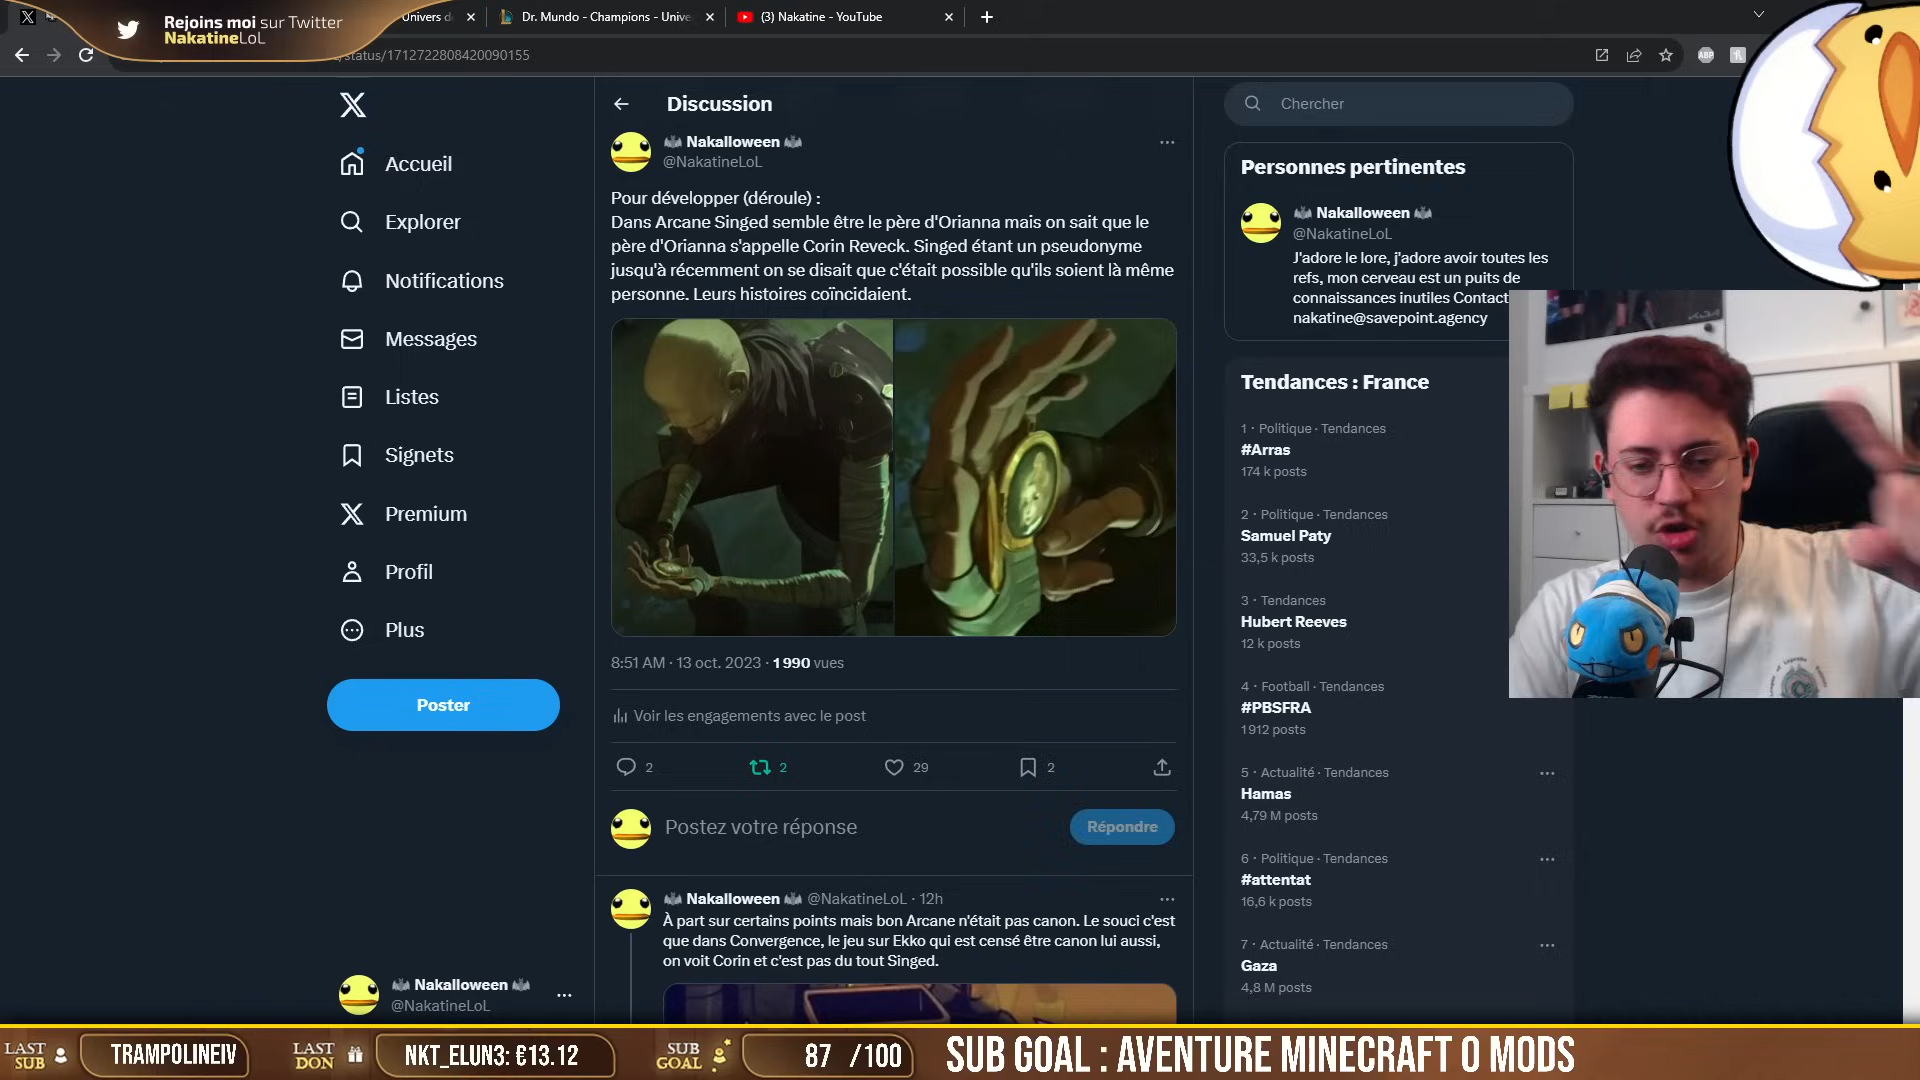 Rejoins moi sur Twitter
NakatineLoL
Univers d
Dr. Mundo - Champions - Unive
(3) Nakatine - YouTube
/status/1712722808420090155
ABP
Accueil
Explorer
Notifications
Messages
Listes
Signets
Premium
Profil
Plus
Poster
Nakalloween
@NakatineLoL
Discussion
Nakalloween
@NakatineLoL
Pour développer (déroule) :
Dans Arcane Singed semble être le père d'Orianna mais on sait que le
père d'Orianna s'appelle Corin Reveck. Singed étant un pseudonyme
jusqu'à récemment on se disait que c'était possible qu'ils soient là même
personne. Leurs histoires coïncidaient.
8:51 AM · 13 oct. 2023 · 1 990 vues
Voir les engagements avec le post
2
2
29
2
Postez votre réponse
Répondre
Nakalloween @NakatineLoL · 12h
À part sur certains points mais bon Arcane n'était pas canon. Le souci c'est
que dans Convergence, le jeu sur Ekko qui est censé être canon lui aussi,
on voit Corin et c'est pas du tout Singed.
Chercher
Personnes pertinentes
Nakalloween
@NakatineLoL
J'adore le lore, j'adore avoir toutes les
refs, mon cerveau est un puits de
connaissances inutiles Contact
nakatine@savepoint.agency
Tendances : France
1 · Politique · Tendances
#Arras
174 k posts
2 · Politique · Tendances
Samuel Paty
33,5 k posts
3 · Tendances
Hubert Reeves
12 k posts
4 · Football · Tendances
#PBSFRA
1 912 posts
5 · Actualité · Tendances
Hamas
4,79 M posts
6 · Politique · Tendances
#attentat
16,6 k posts
7 · Actualité · Tendances
Gaza
4,8 M posts
LAST SUB
TRAMPOLINEIV
LAST DON
NKT_ELUN3: €13.12
SUB GOAL
87 /100
SUB GOAL : AVENTURE MINECRAFT 0 MODS